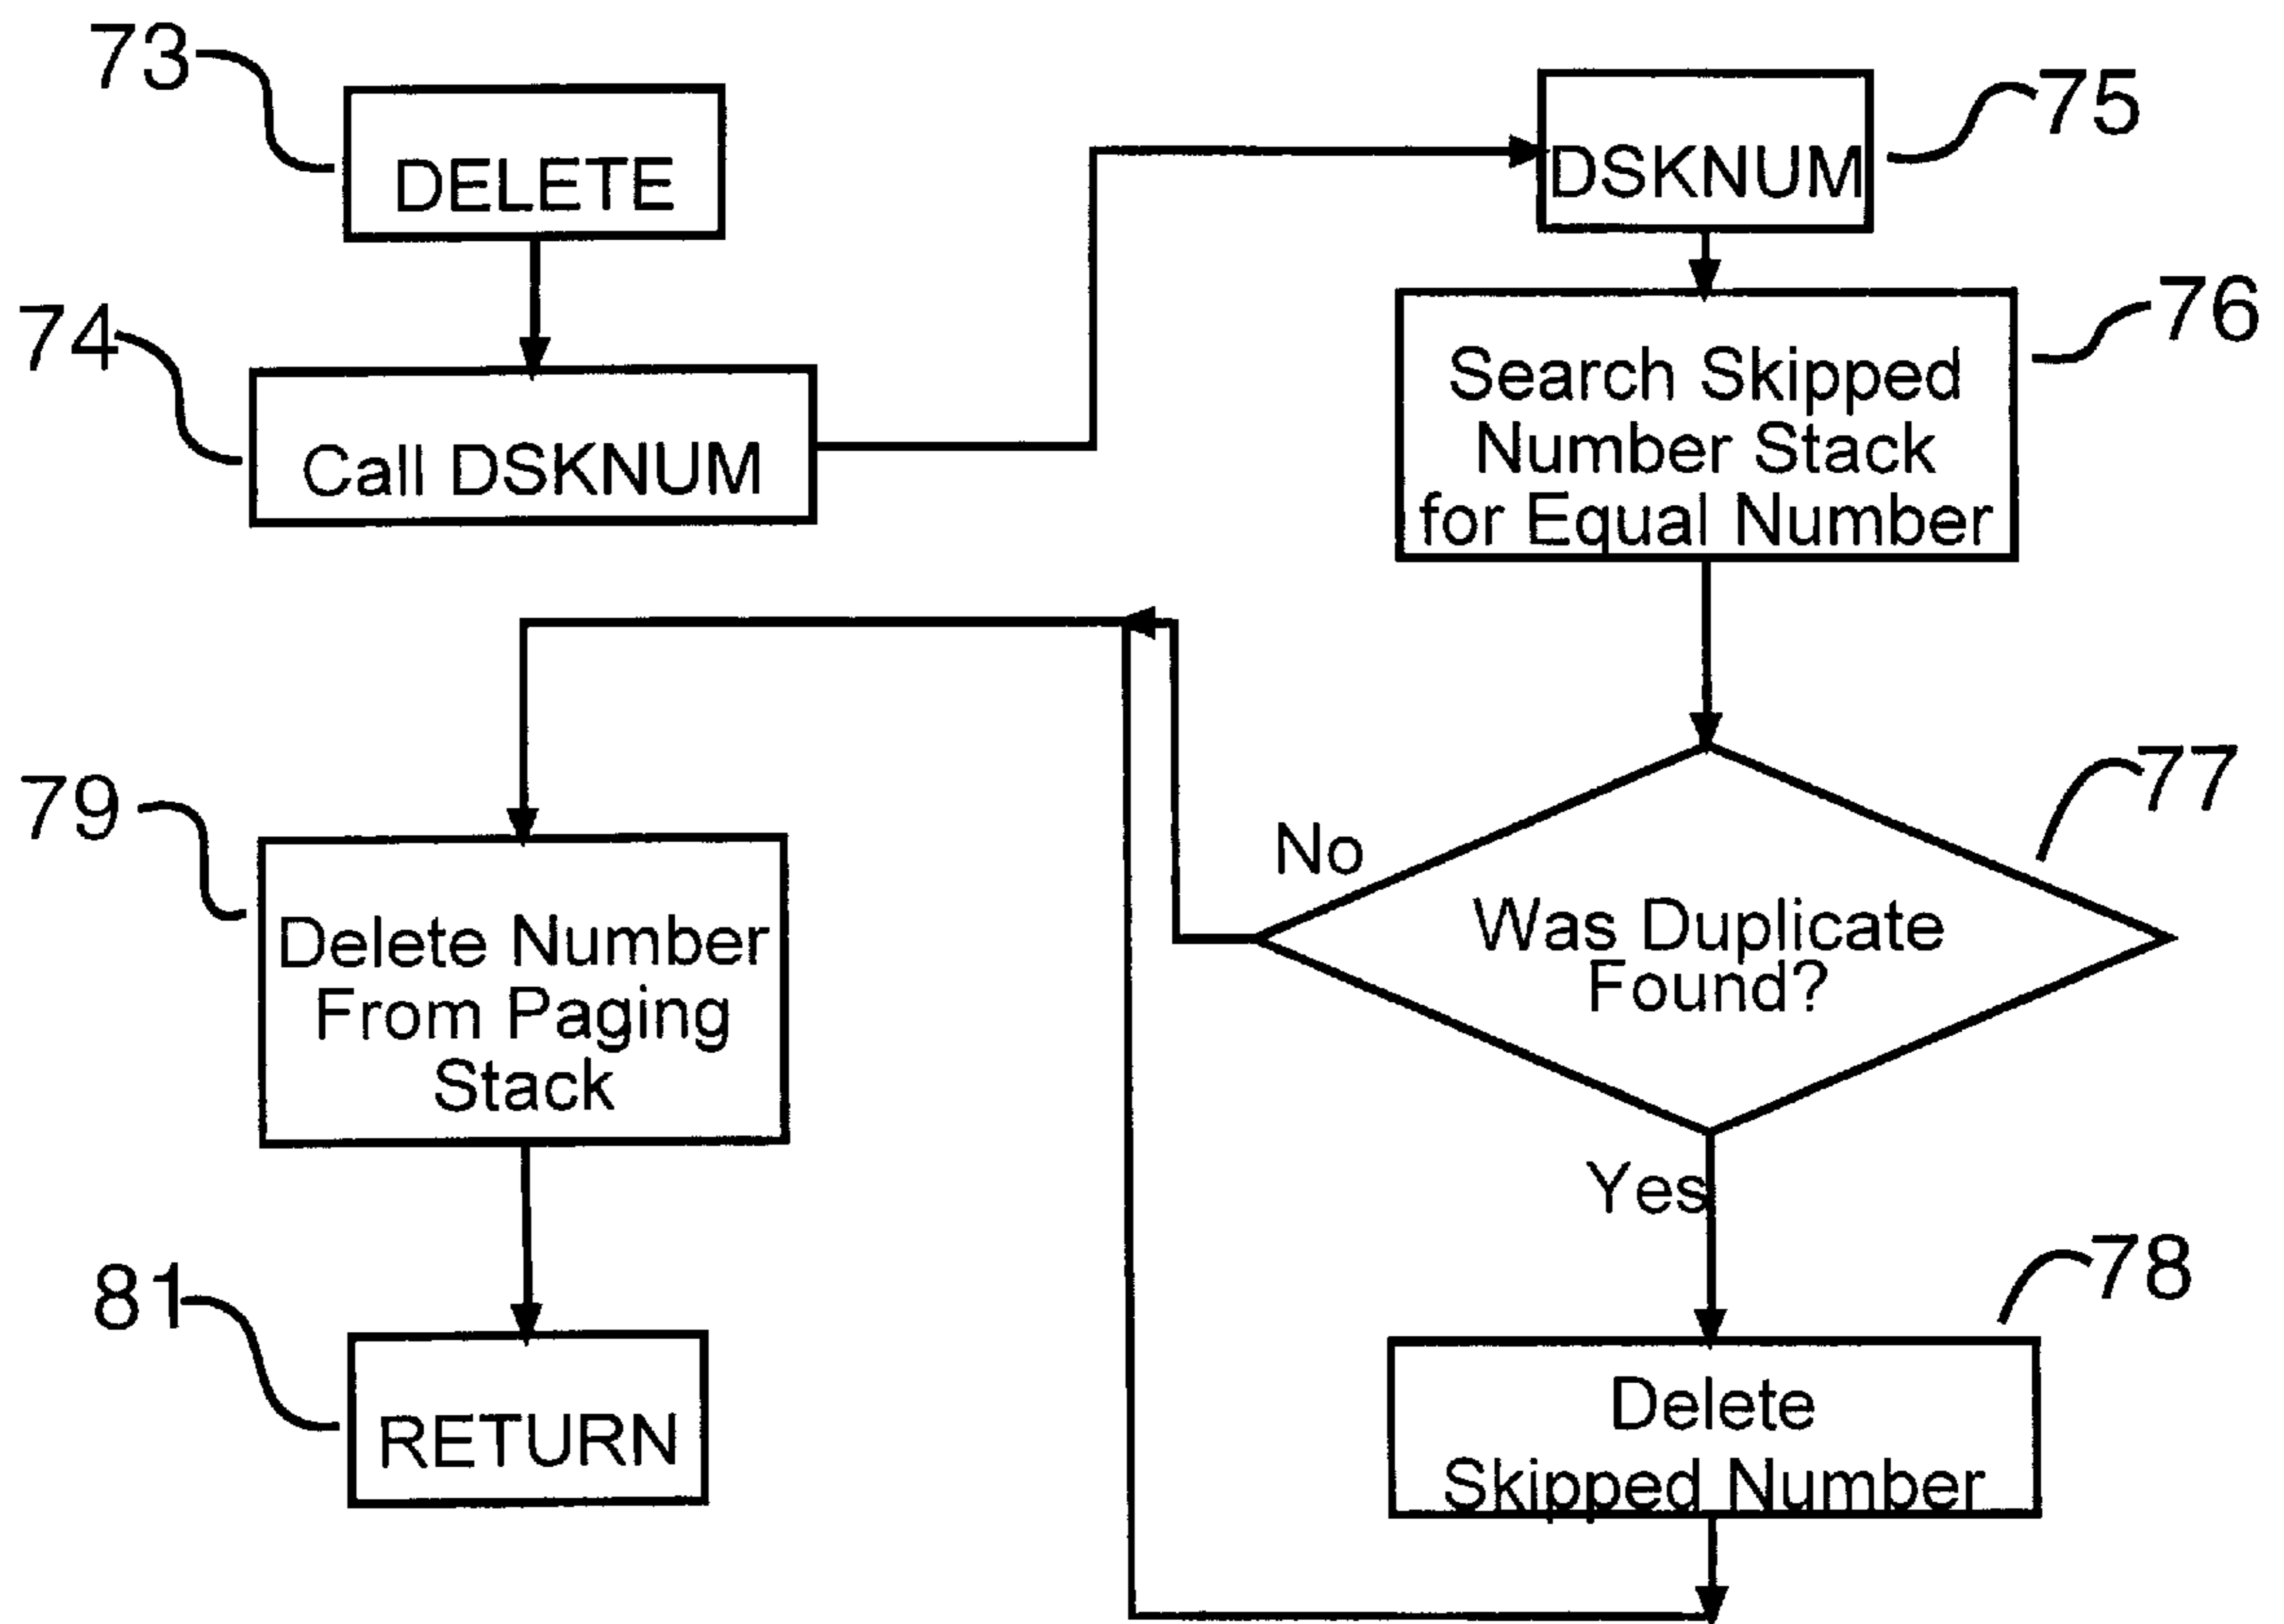 73
DELETE
74
Call DSKNUM
75
DSKNUM
76
Search Skipped
Number Stack
for Equal Number
77
Was Duplicate
Found?
No
Yes
78
Delete
Skipped Number
79
Delete Number
From Paging
Stack
81
RETURN